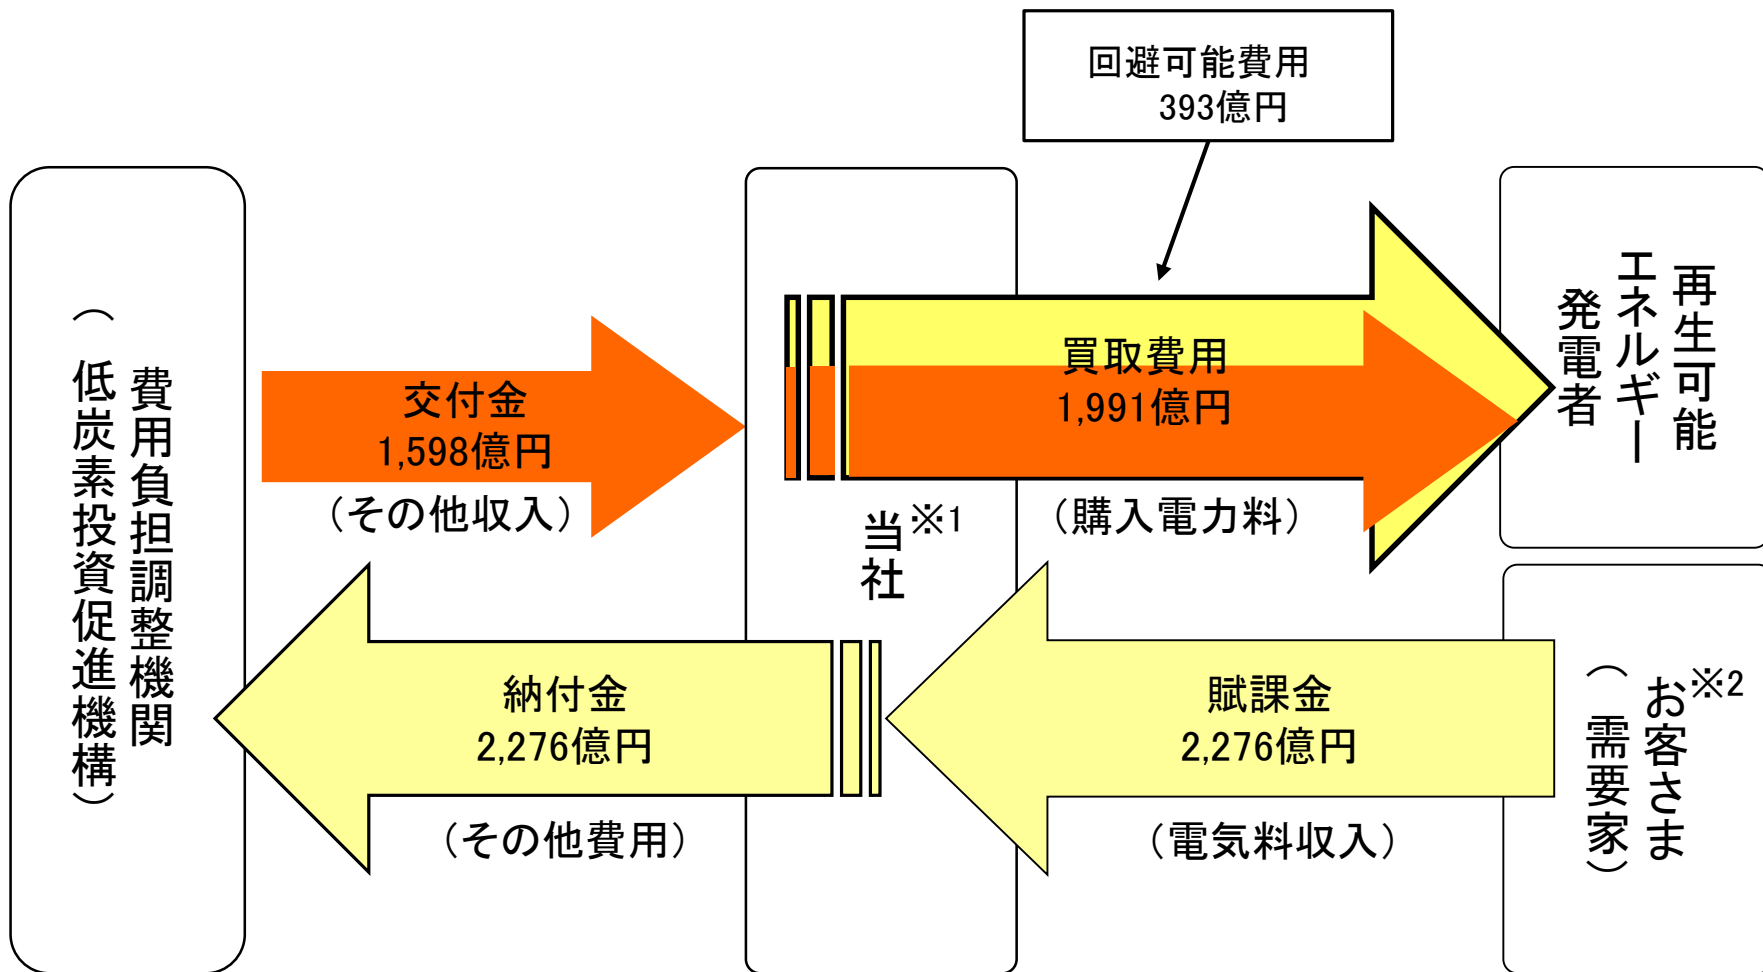 回避可能費用
393億円
費用負担調整機関
(低炭素投資促進機構)
交付金
1,598億円
(その他収入)
当社※1
買取費用
1,991億円
(購入電力料)
再生可能
エネルギー
発電者
納付金
2,276億円
(その他費用)
賦課金
2,276億円
(電気料収入)
お客さま※2
(需要家)